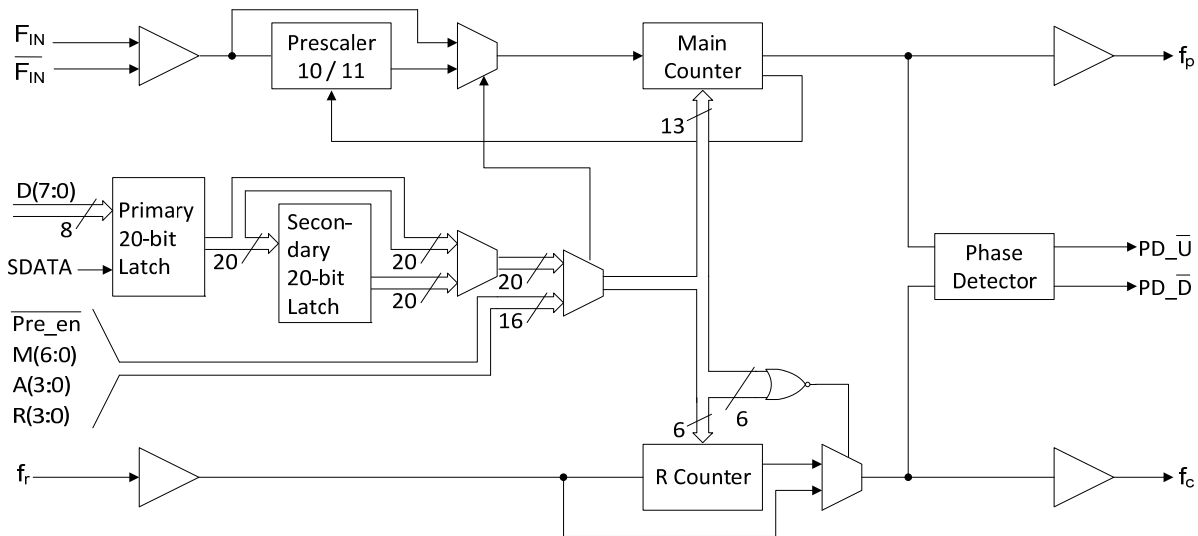 F_IN
Prescaler
10 / 11
Main
Counter
f_p
F̅_I̅N̅
13
D(7:0)
8
Primary
20-bit
Latch
SDATA
20
Secon-
dary
20-bit
Latch
20
20
20
16
Phase
Detector
PD_U̅
PD_D̅
P̅r̅e̅_̅e̅n̅
M(6:0)
A(3:0)
R(3:0)
6
6
f_r
R Counter
f_c